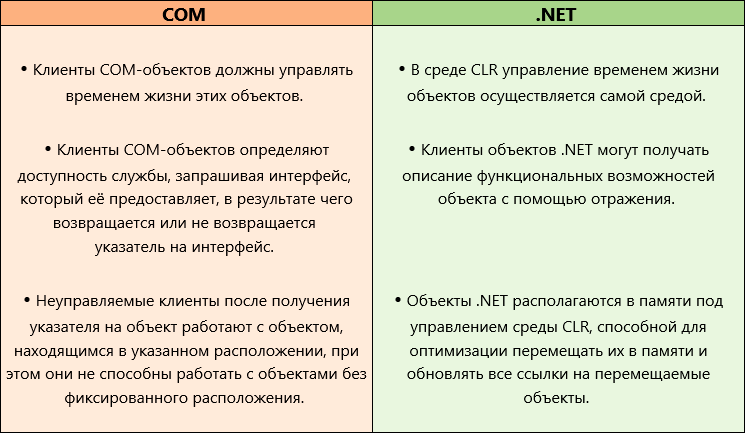 COM
.NET
• Клиенты COM-объектов должны управлять
временем жизни этих объектов.
• В среде CLR управление временем жизни
объектов осуществляется самой средой.
• Клиенты COM-объектов определяют
доступность службы, запрашивая интерфейс,
который её предоставляет, в результате чего
возвращается или не возвращается
указатель на интерфейс.
• Клиенты объектов .NET могут получать
описание функциональных возможностей
объекта с помощью отражения.
• Неуправляемые клиенты после получения
указателя на объект работают с объектом,
находящимся в указанном расположении, при
этом они не способны работать с объектами без
фиксированного расположения.
• Объекты .NET располагаются в памяти под
управлением среды CLR, способной для
оптимизации перемещать их в памяти и
обновлять все ссылки на перемещаемые
объекты.